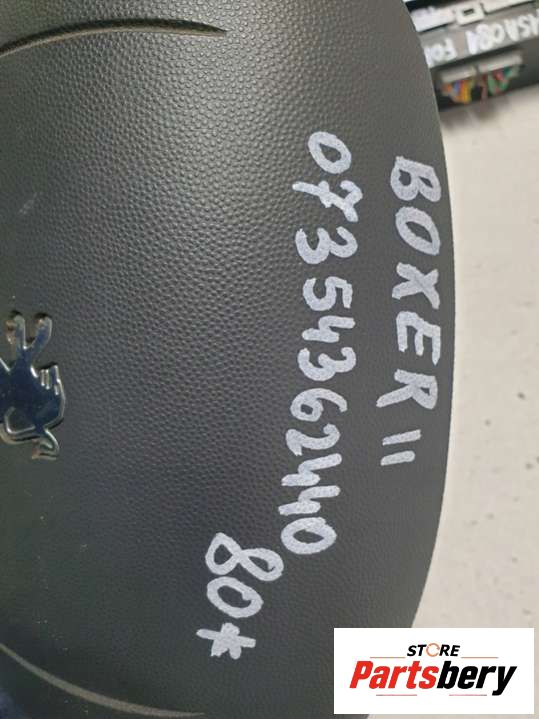 BOXER II
07354362440
80*
STORE
Partsbery